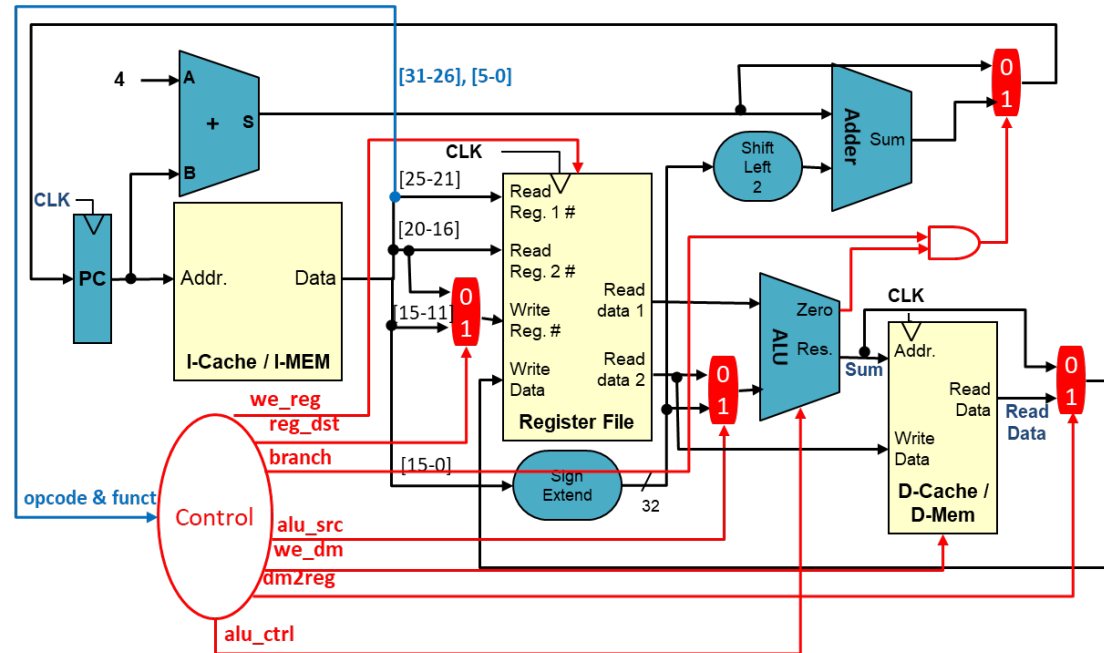 4
A
B
+
S
[31-26], [5-0]
0
1
Adder
Sum
Shift
Left
2
CLK
CLK
[25-21]
[20-16]
[15-11]
[15-0]
PC
Addr.
Data
I-Cache / I-MEM
0
1
Read
Reg. 1 #
Read
Reg. 2 #
Write
Reg. #
Write
Data
Read
data 1
Read
data 2
Register File
Sign
Extend
32
0
1
ALU
Zero
Res.
Sum
CLK
Addr.
Read
Data
Write
Data
D-Cache /
D-Mem
Read
Data
0
1
opcode & funct
Control
we_reg
reg_dst
branch
alu_src
we_dm
dm2reg
alu_ctrl